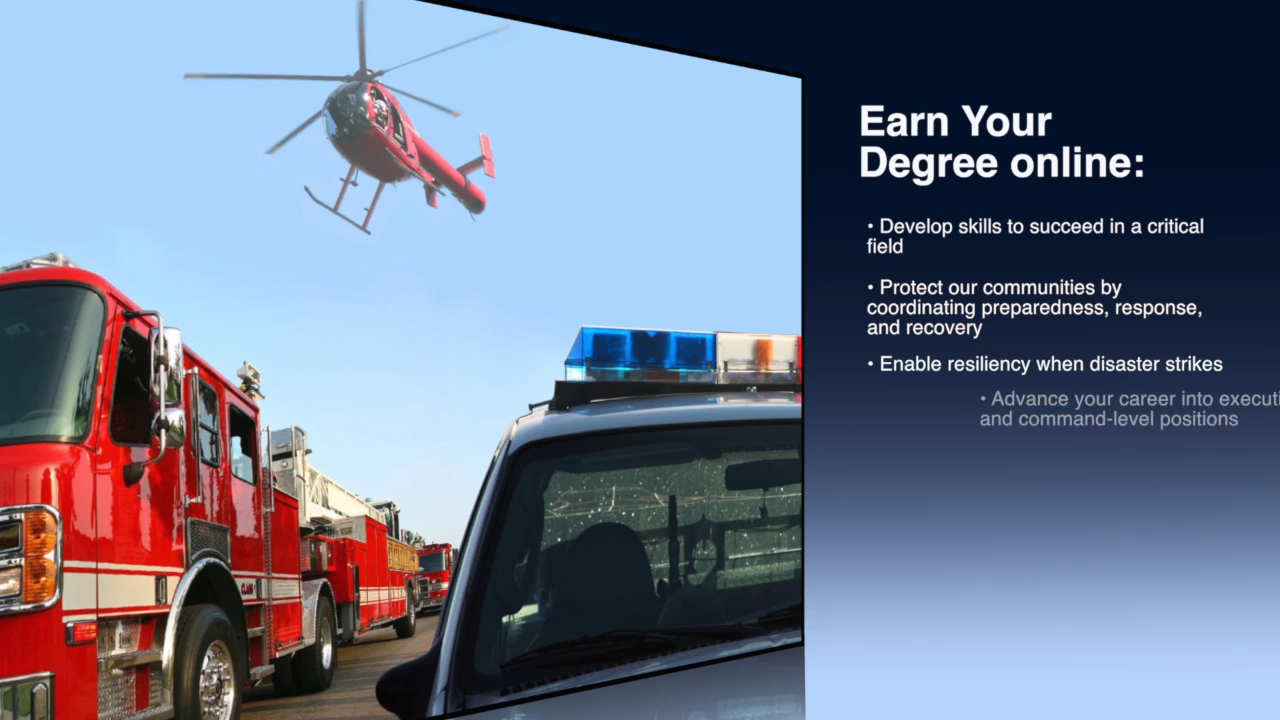 Earn Your
Degree online:
• Develop skills to succeed in a critical
field
• Protect our communities by
coordinating preparedness, response,
and recovery
• Enable resiliency when disaster strikes
• Advance your career into executi
and command-level positions